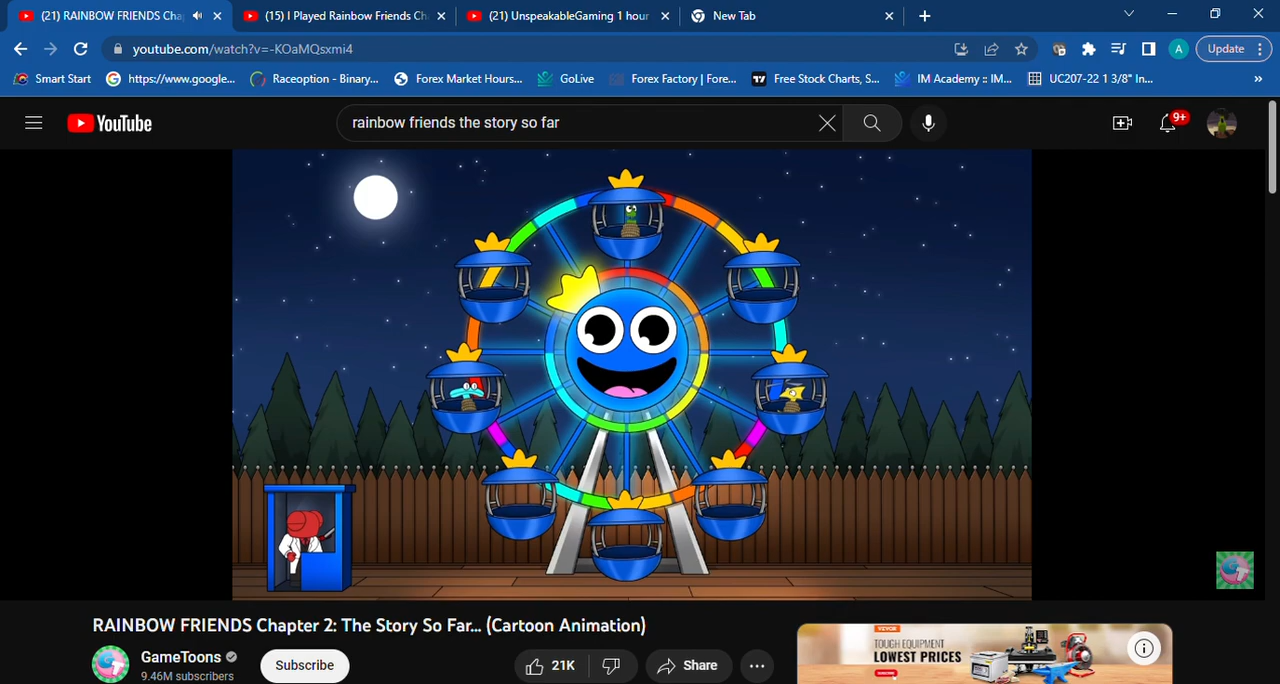 (21) RAINBOW FRIENDS Cha
(15) I Played Rainbow Friends Ch
(21) UnspeakableGaming 1 hour
New Tab
youtube.com/watch?v=-KOaMQsxmi4
A
Update
Smart Start
https://www.google...
Raceoption - Binary...
Forex Market Hours...
GoLive
Forex Factory | Fore...
Free Stock Charts, S...
IM Academy :: IM...
UC207-22 1 3/8" In...
YouTube
rainbow friends the story so far
9+
RAINBOW FRIENDS Chapter 2: The Story So Far... (Cartoon Animation)
GameToons
9.46M subscribers
Subscribe
21K
Share
VEVOR
TOUGH EQUIPMENT
LOWEST PRICES